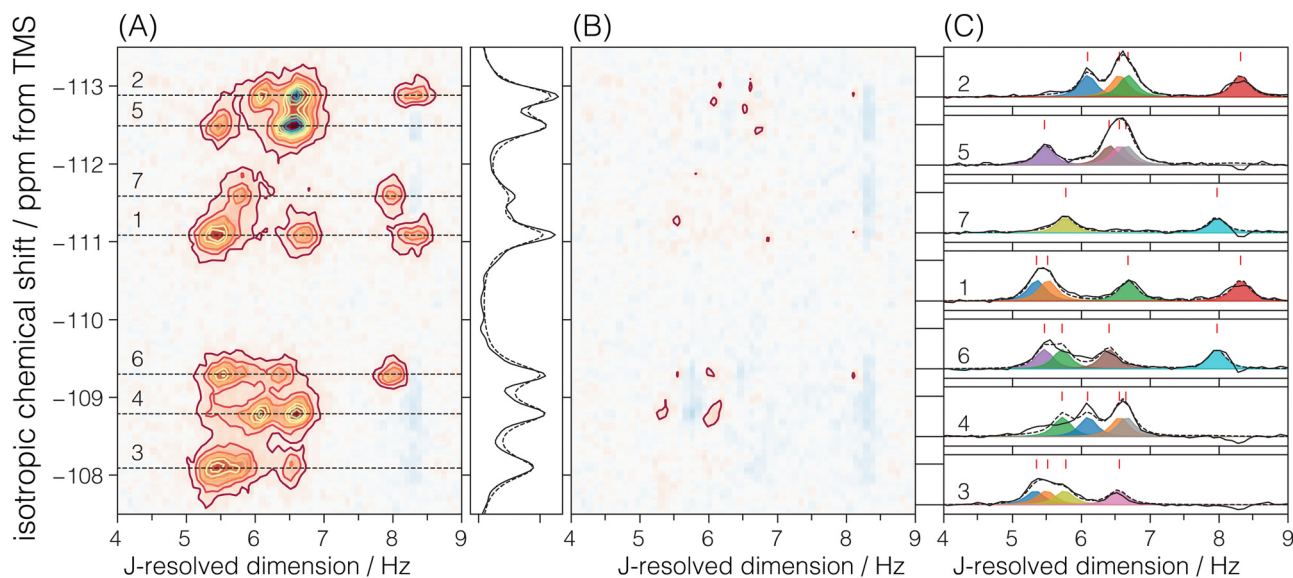 (A)
(B)
(C)
isotropic chemical shift / ppm from TMS
−113
−112
−111
−110
−109
−108
2
5
7
1
6
4
3
2
5
7
1
6
4
3
4 5 6 7 8 9
4 5 6 7 8 9
4 5 6 7 8 9
J-resolved dimension / Hz
J-resolved dimension / Hz
J-resolved dimension / Hz